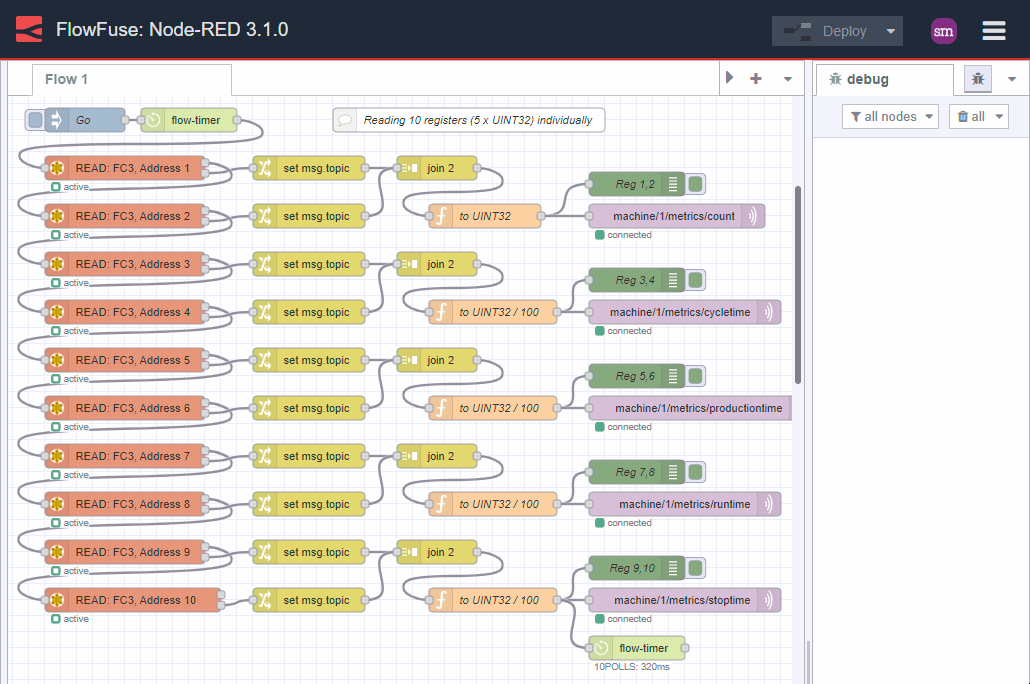 FlowFuse: Node-RED 3.1.0
Deploy
sm
Flow 1
debug
all nodes
all
Go
flow-timer
Reading 10 registers (5 x UINT32) individually
READ: FC3, Address 1
active
set msg.topic
join 2
Reg 1,2
READ: FC3, Address 2
active
set msg.topic
to UINT32
machine/1/metrics/count
connected
READ: FC3, Address 3
active
set msg.topic
join 2
Reg 3,4
READ: FC3, Address 4
active
set msg.topic
to UINT32 / 100
machine/1/metrics/cycletime
connected
READ: FC3, Address 5
active
set msg.topic
join 2
Reg 5,6
READ: FC3, Address 6
active
set msg.topic
to UINT32 / 100
machine/1/metrics/productiontime
connected
READ: FC3, Address 7
active
set msg.topic
join 2
Reg 7,8
READ: FC3, Address 8
active
set msg.topic
to UINT32 / 100
machine/1/metrics/runtime
connected
READ: FC3, Address 9
active
set msg.topic
join 2
Reg 9,10
READ: FC3, Address 10
active
set msg.topic
to UINT32 / 100
machine/1/metrics/stoptime
connected
flow-timer
10POLLS: 320ms